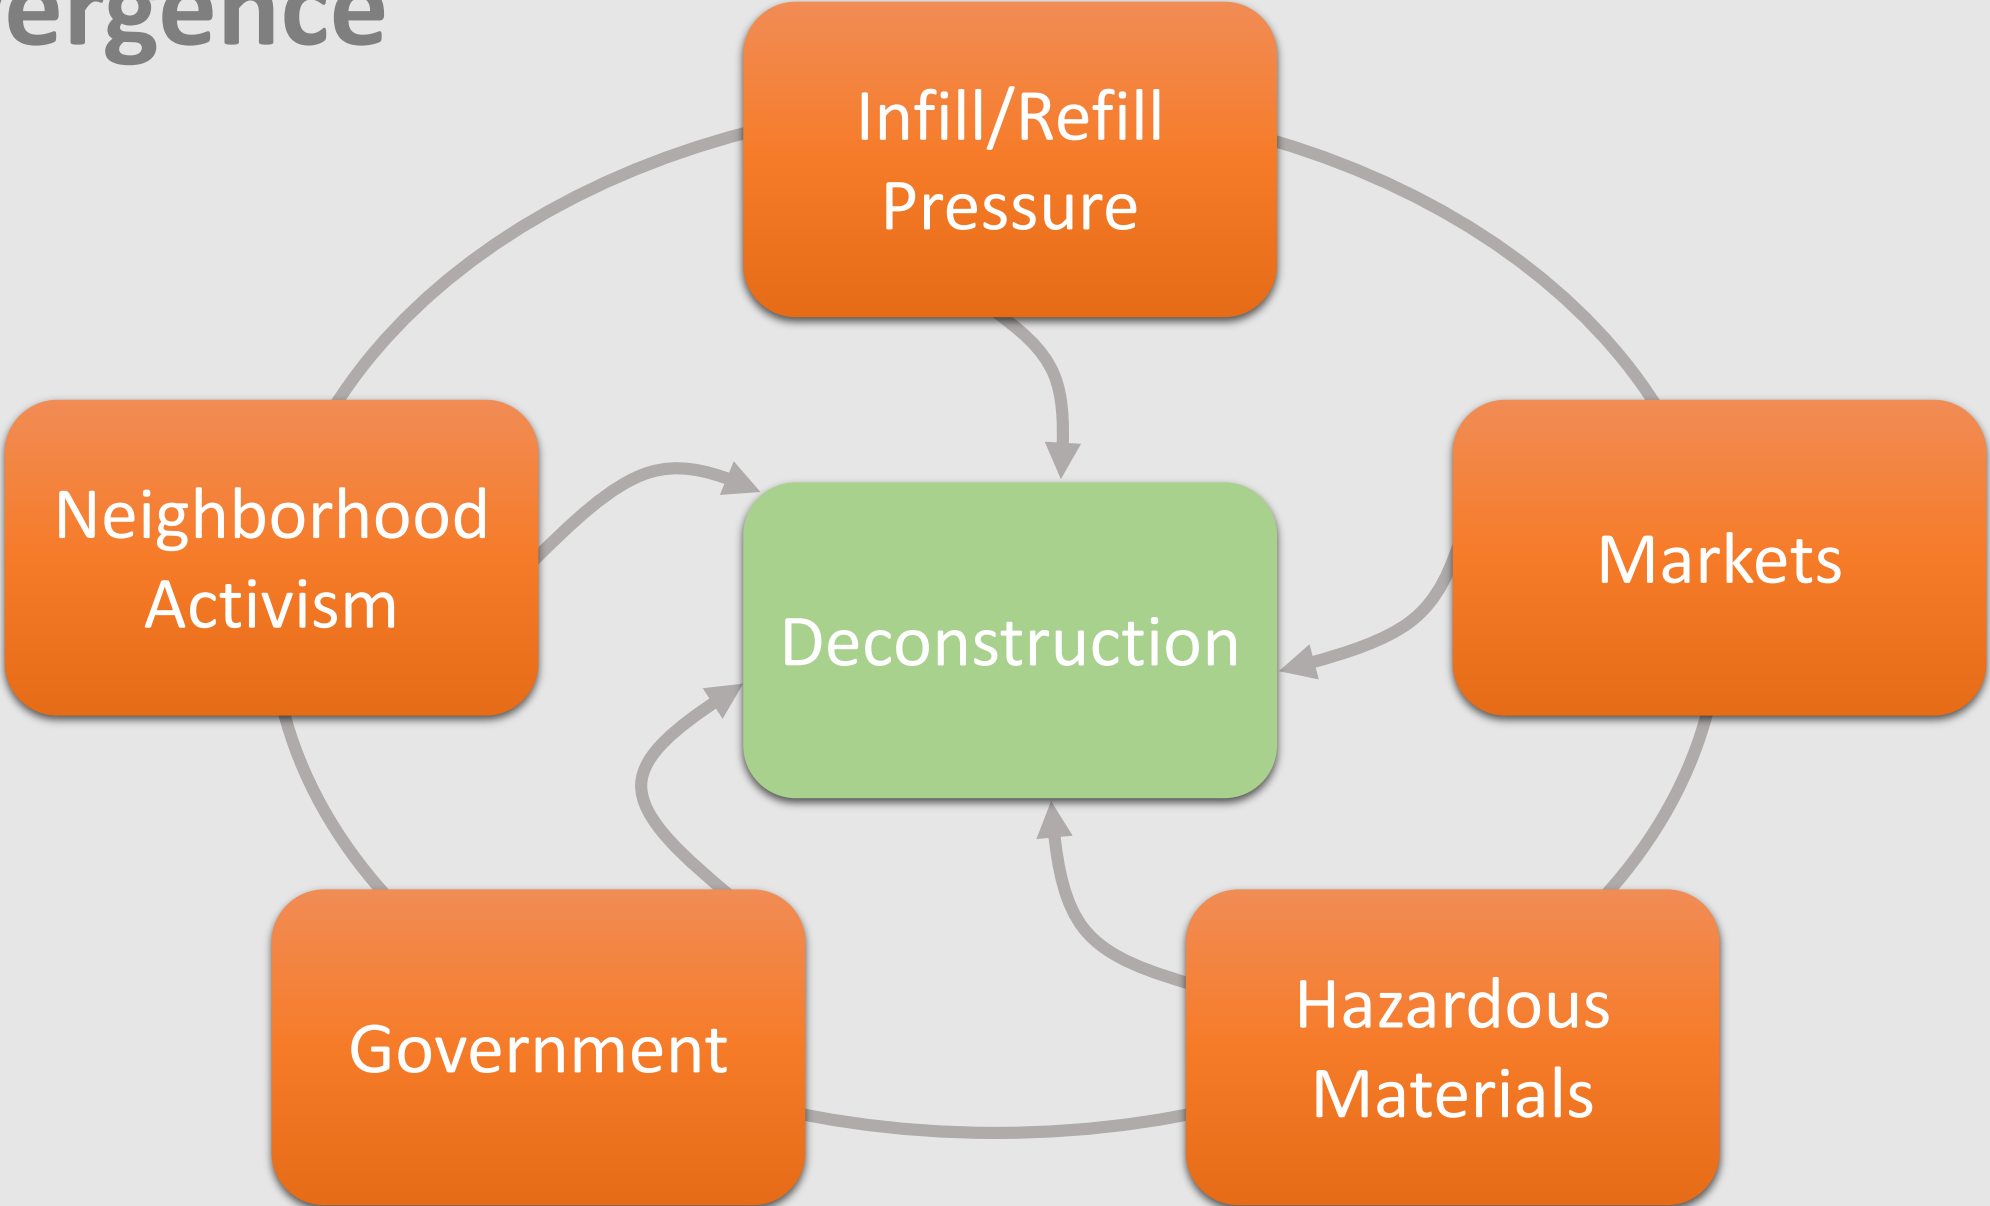 ergence
Infill/Refill
Pressure
Neighborhood
Activism
Markets
Deconstruction
Government
Hazardous
Materials